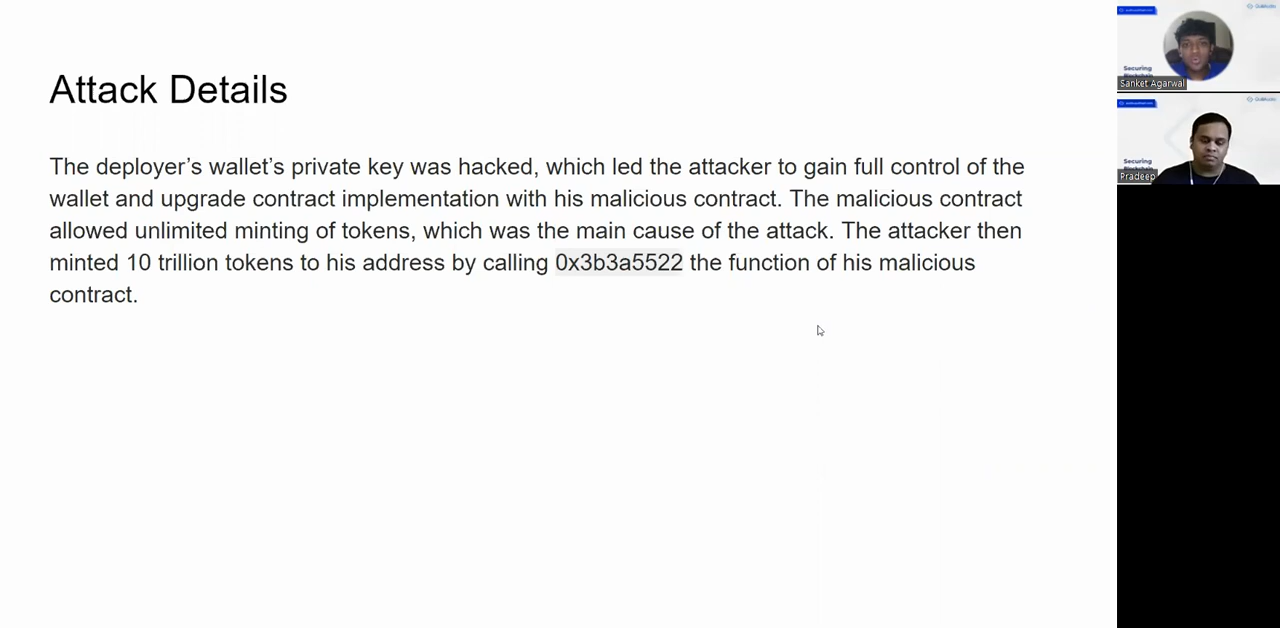 Attack Details
The deployer’s wallet’s private key was hacked, which led the attacker to gain full control of the
wallet and upgrade contract implementation with his malicious contract. The malicious contract
allowed unlimited minting of tokens, which was the main cause of the attack. The attacker then
minted 10 trillion tokens to his address by calling 0x3b3a5522 the function of his malicious
contract.
Securing
Sanket Agarwal
Securing
Pradeep